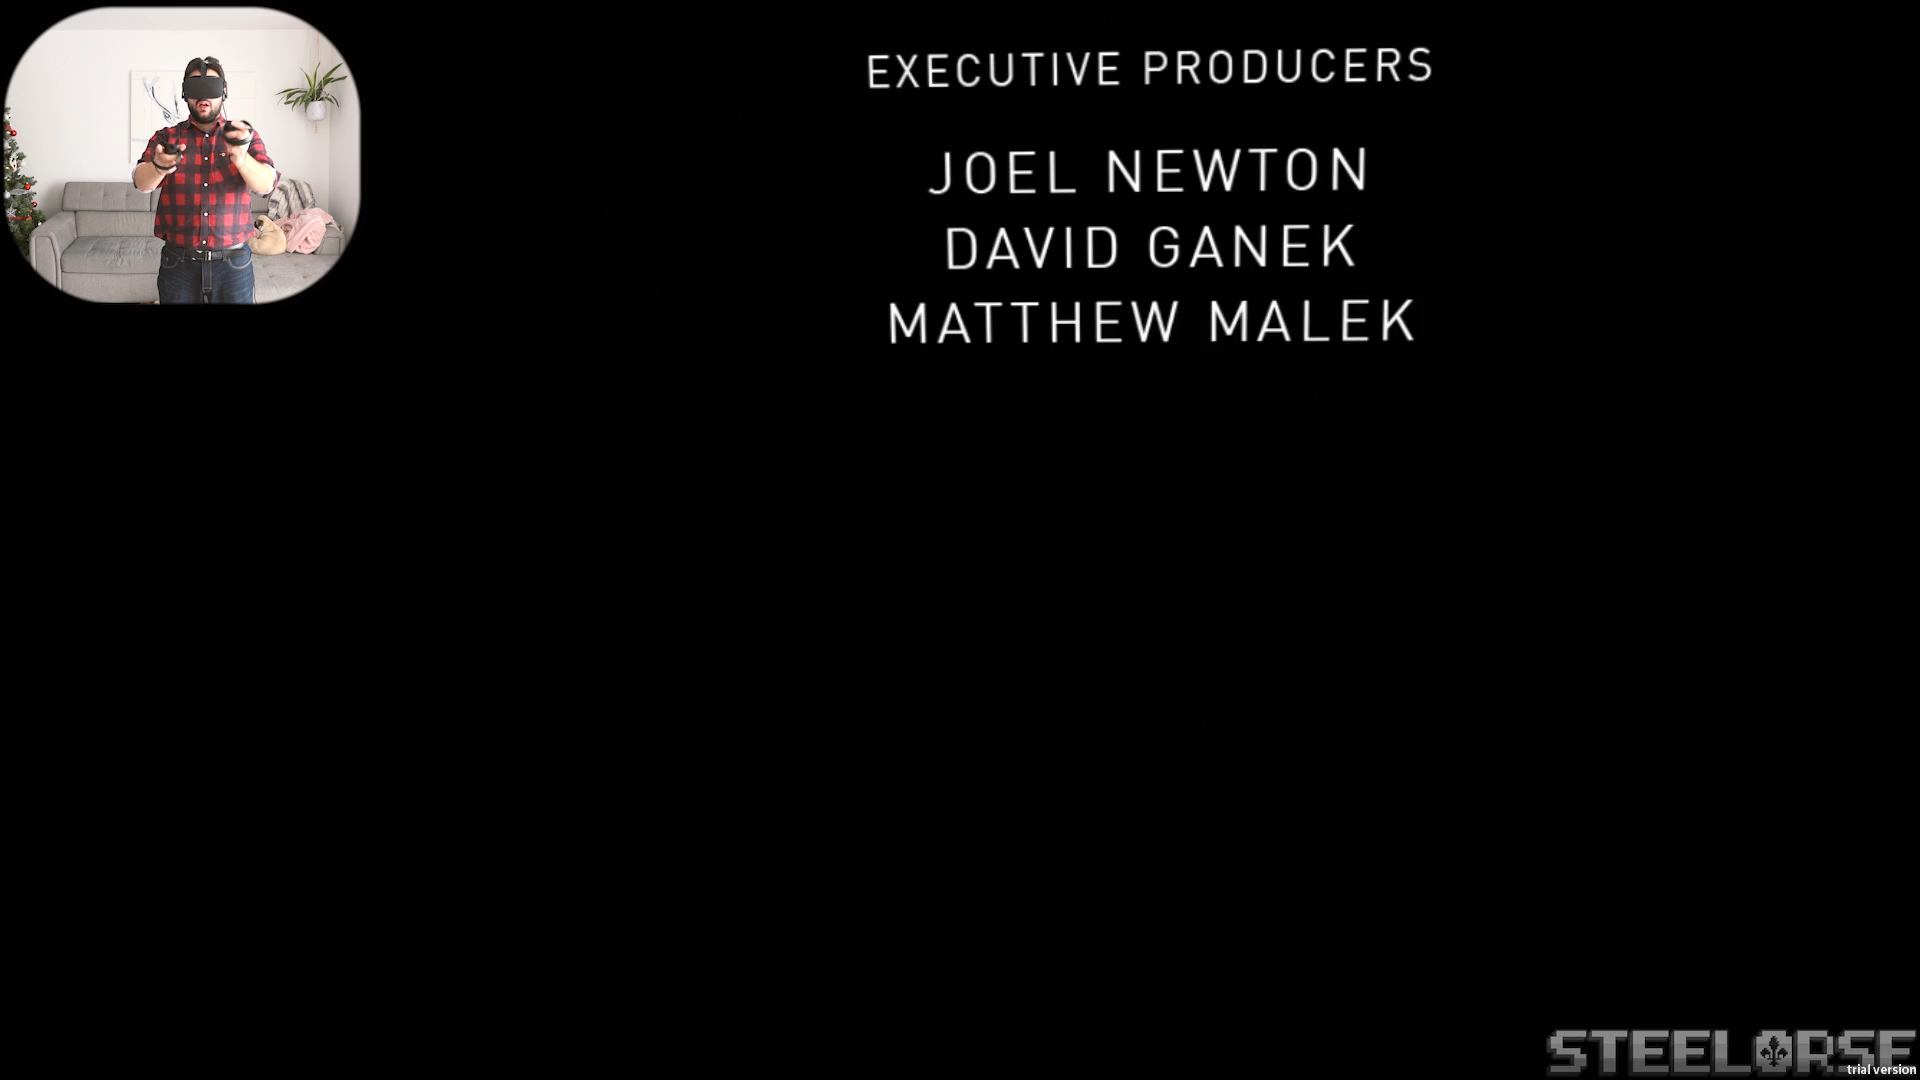 EXECUTIVE PRODUCERS
JOEL NEWTON
DAVID GANEK
MATTHEW MALEK
STEELORSE
trial version